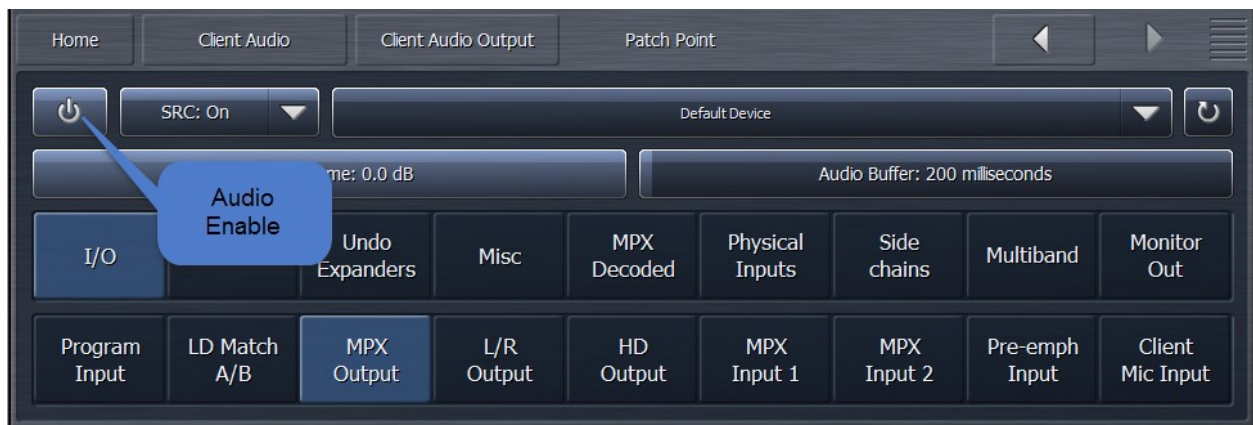 Home
Client Audio
Client Audio Output
Patch Point
SRC: On
Default Device
me: 0.0 dB
Audio Buffer: 200 milliseconds
Audio
Enable
I/O
Undo
Expanders
Misc
MPX
Decoded
Physical
Inputs
Side
chains
Multiband
Monitor
Out
Program
Input
LD Match
A/B
MPX
Output
L/R
Output
HD
Output
MPX
Input 1
MPX
Input 2
Pre-emph
Input
Client
Mic Input